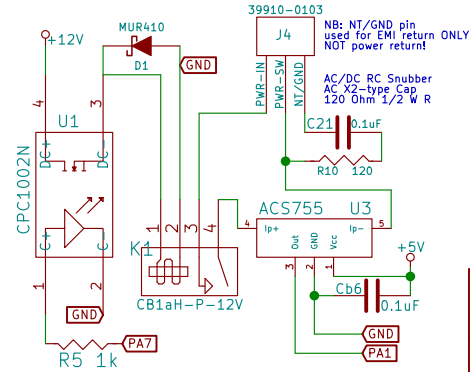 39910-0103
J4
NB: NT/GND pin
used for EMI return ONLY
NOT power return!
MUR410
D1
+12V
GND
PWR-IN
PWR-SW
NT/GND
AC/DC RC Snubber
AC X2-type Cap
120 Ohm 1/2 W R
C21
0.1uF
R10
120
4
3
U1
CPC1002N
DC+
DC-
C+
C-
1
2
GND
R5 1k
PA7
K1
1
2
3
4
CB1aH-P-12V
ACS755
U3
4
Ip+
Ip-
5
Out
GND
Vcc
3
2
1
+5V
Cb6
0.1uF
GND
PA1